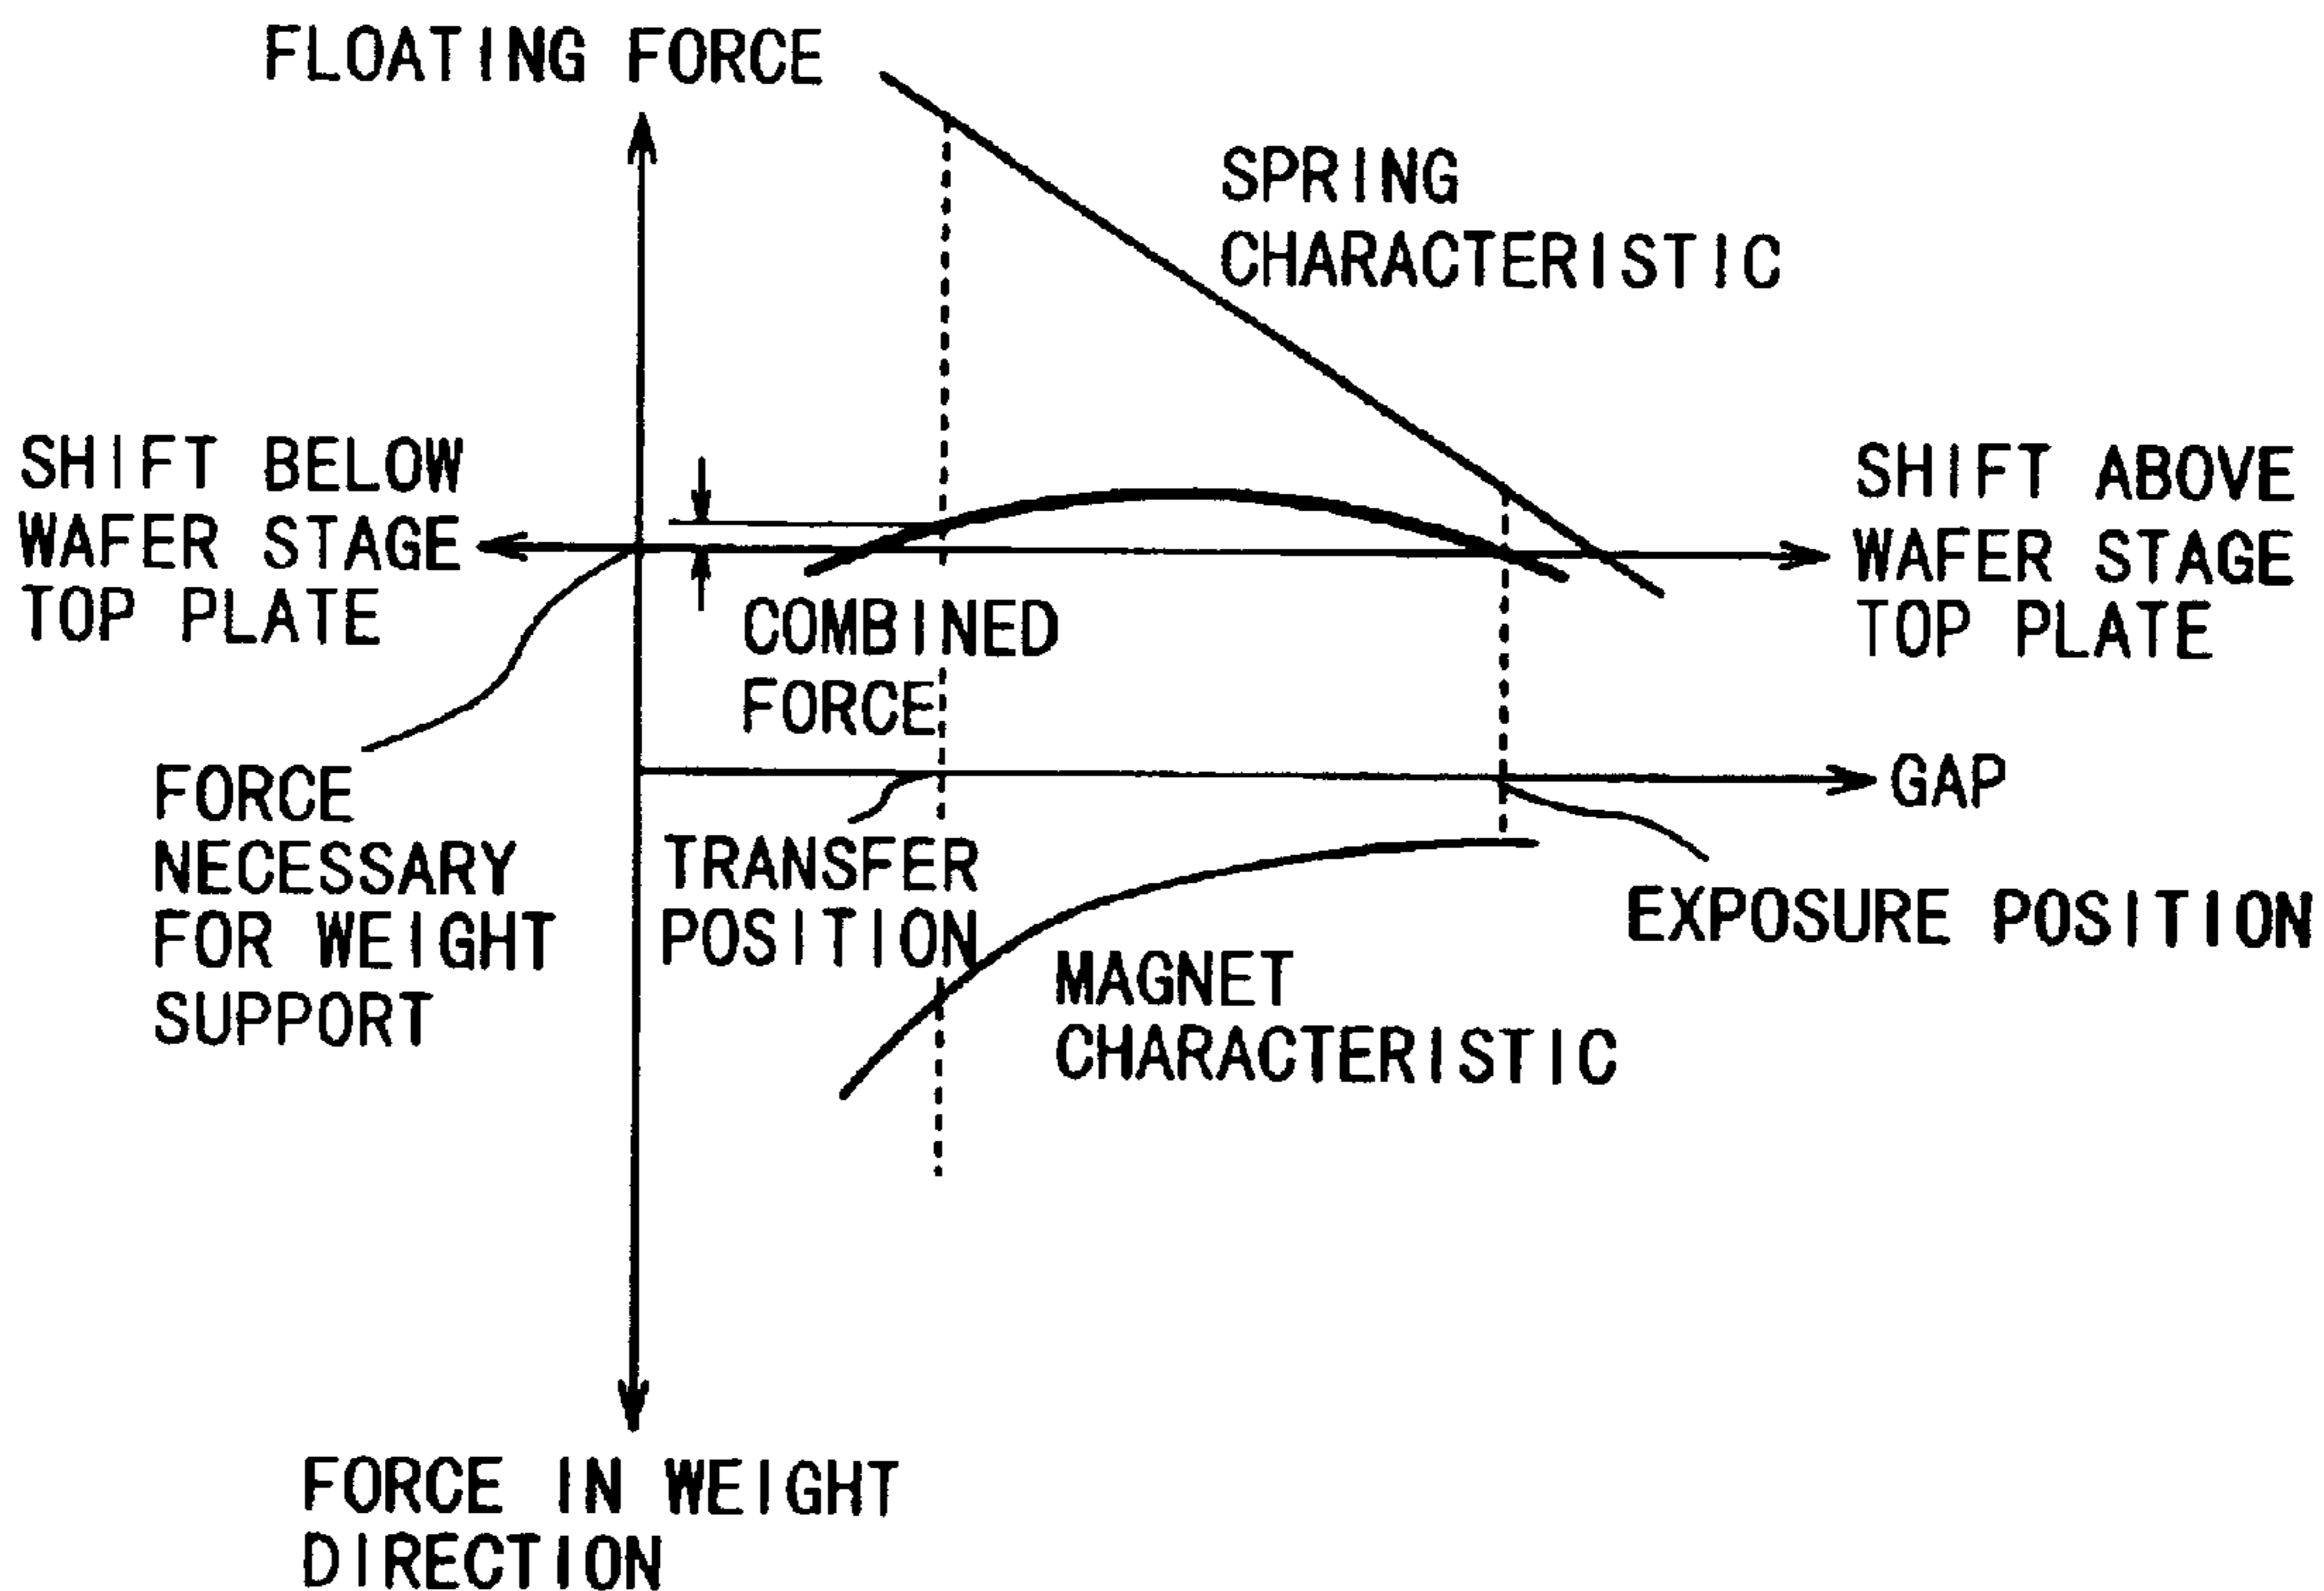 FLOATING FORCE
SPRING
CHARACTERISTIC
SHIFT BELOW
WAFER STAGE
TOP PLATE
SHIFT ABOVE
WAFER STAGE
TOP PLATE
COMBINED
FORCE
FORCE
NECESSARY
FOR WEIGHT
SUPPORT
GAP
TRANSFER
POSITION
EXPOSURE POSITION
MAGNET
CHARACTERISTIC
FORCE IN WEIGHT
DIRECTION